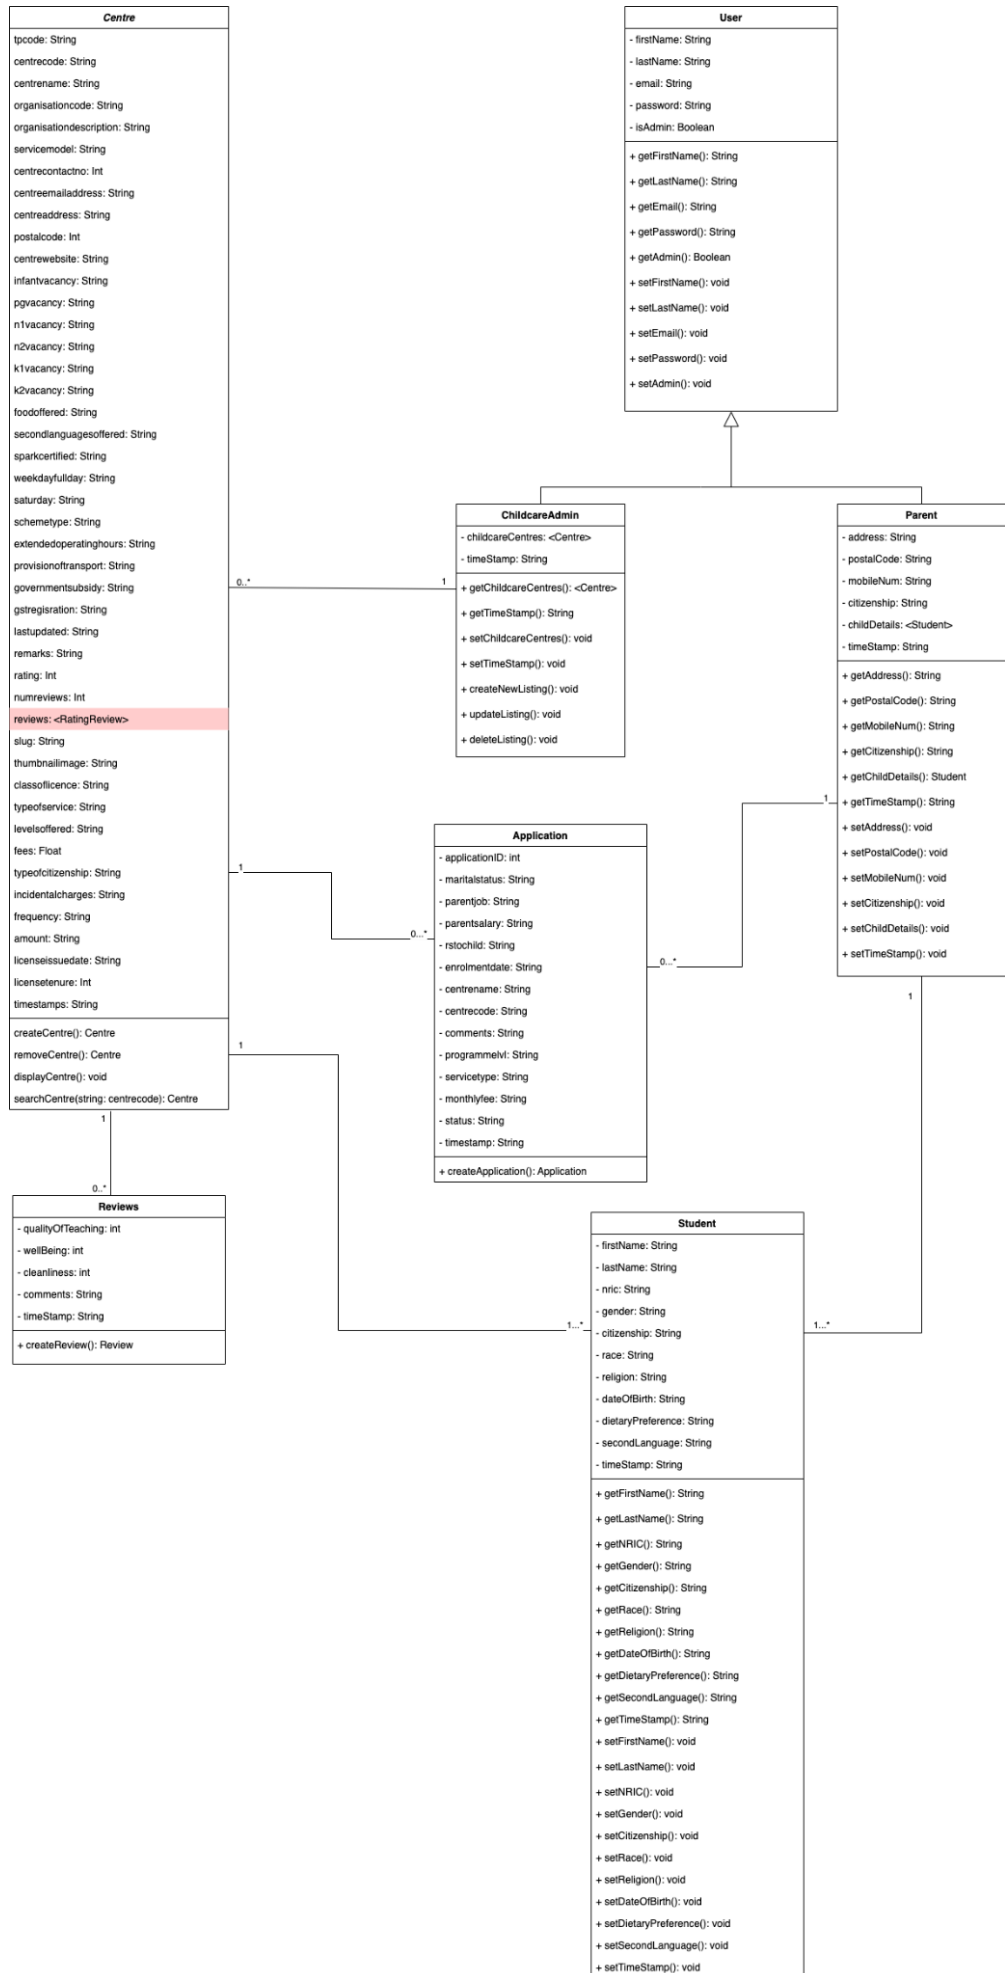 Centre
tpcode: String
centrecode: String
centrename: String
organisationcode: String
organisationdescription: String
servicemodel: String
centrecontactno: Int
centreemailaddress: String
centreaddress: String
postalcode: Int
centrewebsite: String
infantvacancy: String
pgvacancy: String
n1vacancy: String
n2vacancy: String
k1vacancy: String
k2vacancy: String
foodoffered: String
secondlanguagesoffered: String
sparkcertified: String
weekdayfullday: String
saturday: String
schemetype: String
extendedoperatinghours: String
provisionoftransport: String
governmentsubsidy: String
gstregisration: String
lastupdated: String
remarks: String
rating: Int
numreviews: Int
reviews: <RatingReview>
slug: String
thumbnailimage: String
classoflicence: String
typeofservice: String
levelsoffered: String
fees: Float
typeofcitizenship: String
incidentalcharges: String
frequency: String
amount: String
licenseissuedate: String
licensetenure: Int
timestamps: String
createCentre(): Centre
removeCentre(): Centre
displayCentre(): void
searchCentre(string: centrecode): Centre
User
- firstName: String
- lastName: String
- email: String
- password: String
- isAdmin: Boolean
+ getFirstName(): String
+ getLastName(): String
+ getEmail(): String
+ getPassword(): String
+ getAdmin(): Boolean
+ setFirstName(): void
+ setLastName(): void
+ setEmail(): void
+ setPassword(): void
+ setAdmin(): void
ChildcareAdmin
- childcareCentres: <Centre>
- timeStamp: String
+ getChildcareCentres(): <Centre>
+ getTimeStamp(): String
+ setChildcareCentres(): void
+ setTimeStamp(): void
+ createNewListing(): void
+ updateListing(): void
+ deleteListing(): void
Parent
- address: String
- postalCode: String
- mobileNum: String
- citizenship: String
- childDetails: <Student>
- timeStamp: String
+ getAddress(): String
+ getPostalCode(): String
+ getMobileNum(): String
+ getCitizenship(): String
+ getChildDetails(): Student
+ getTimeStamp(): String
+ setAddress(): void
+ setPostalCode(): void
+ setMobileNum(): void
+ setCitizenship(): void
+ setChildDetails(): void
+ setTimeStamp(): void
0..*
1
1
0...*
1
0...*
Application
- applicationID: int
- maritalstatus: String
- parentjob: String
- parentsalary: String
- rstochild: String
- enrolmentdate: String
- centrename: String
- centrecode: String
- comments: String
- programmelvl: String
- servicetype: String
- monthlyfee: String
- status: String
- timestamp: String
+ createApplication(): Application
1
1
1
0..*
Reviews
- qualityOfTeaching: int
- wellBeing: int
- cleanliness: int
- comments: String
- timeStamp: String
+ createReview(): Review
1...*
1...*
Student
- firstName: String
- lastName: String
- nric: String
- gender: String
- citizenship: String
- race: String
- religion: String
- dateOfBirth: String
- dietaryPreference: String
- secondLanguage: String
- timeStamp: String
+ getFirstName(): String
+ getLastName(): String
+ getNRIC(): String
+ getGender(): String
+ getCitizenship(): String
+ getRace(): String
+ getReligion(): String
+ getDateOfBirth(): String
+ getDietaryPreference(): String
+ getSecondLanguage(): String
+ getTimeStamp(): String
+ setFirstName(): void
+ setLastName(): void
+ setNRIC(): void
+ setGender(): void
+ setCitizenship(): void
+ setRace(): void
+ setReligion(): void
+ setDateOfBirth(): void
+ setDietaryPreference(): void
+ setSecondLanguage(): void
+ setTimeStamp(): void